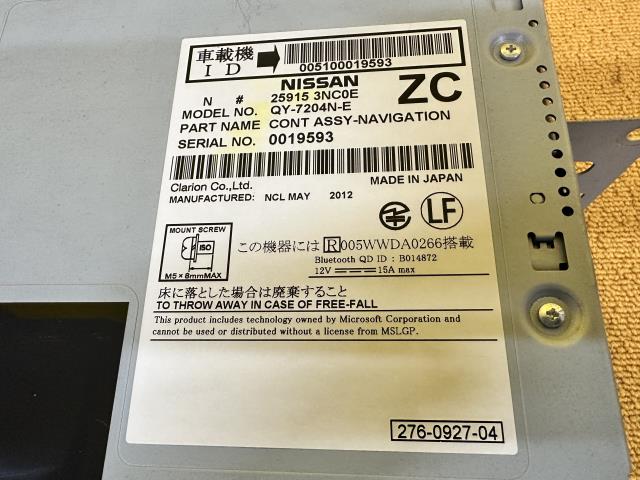 車載機
ID
005100019593
NISSAN
ZC
N # 25915 3NC0E
MODEL NO. QY-7204N-E
PART NAME CONT ASSY-NAVIGATION
SERIAL NO. 0019593
Clarion Co.,Ltd. MADE IN JAPAN
MANUFACTURED: NCL MAY 2012
MOUNT SCREW
ISO
M5×8mmMAX
LF
この機器には R005WWDA0266搭載
Bluetooth QD ID : B014872
12V 15A max
床に落とした場合は廃棄すること
TO THROW AWAY IN CASE OF FREE-FALL
This product includes technology owned by Microsoft Corporation and
cannot be used or distributed without a license from MSLGP.
276-0927-04